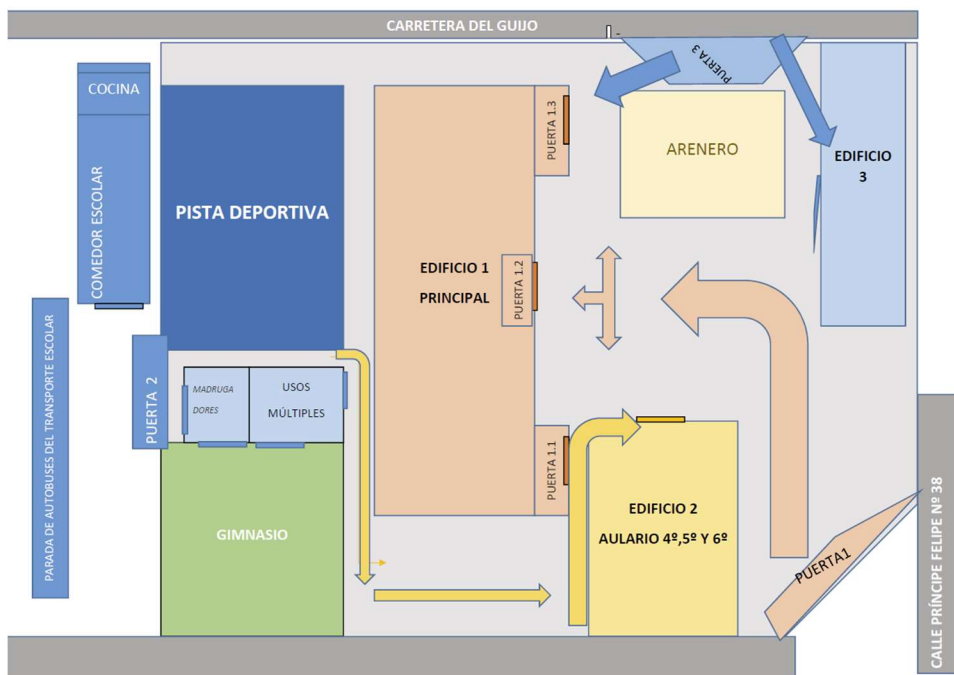 CARRETERA DEL GUIJO
COCINA
COMEDOR ESCOLAR
PARADA DE AUTOBUSES DEL TRANSPORTE ESCOLAR
PISTA DEPORTIVA
PUERTA 2
MADRUGA
DORES
USOS
MÚLTIPLES
GIMNASIO
EDIFICIO 1
PRINCIPAL
PUERTA 1.3
PUERTA 1.2
PUERTA 1.1
PUERTA 3
ARENERO
EDIFICIO
3
EDIFICIO 2
AULARIO 4º,5º Y 6º
PUERTA1
CALLE PRÍNCIPE FELIPE Nº 38